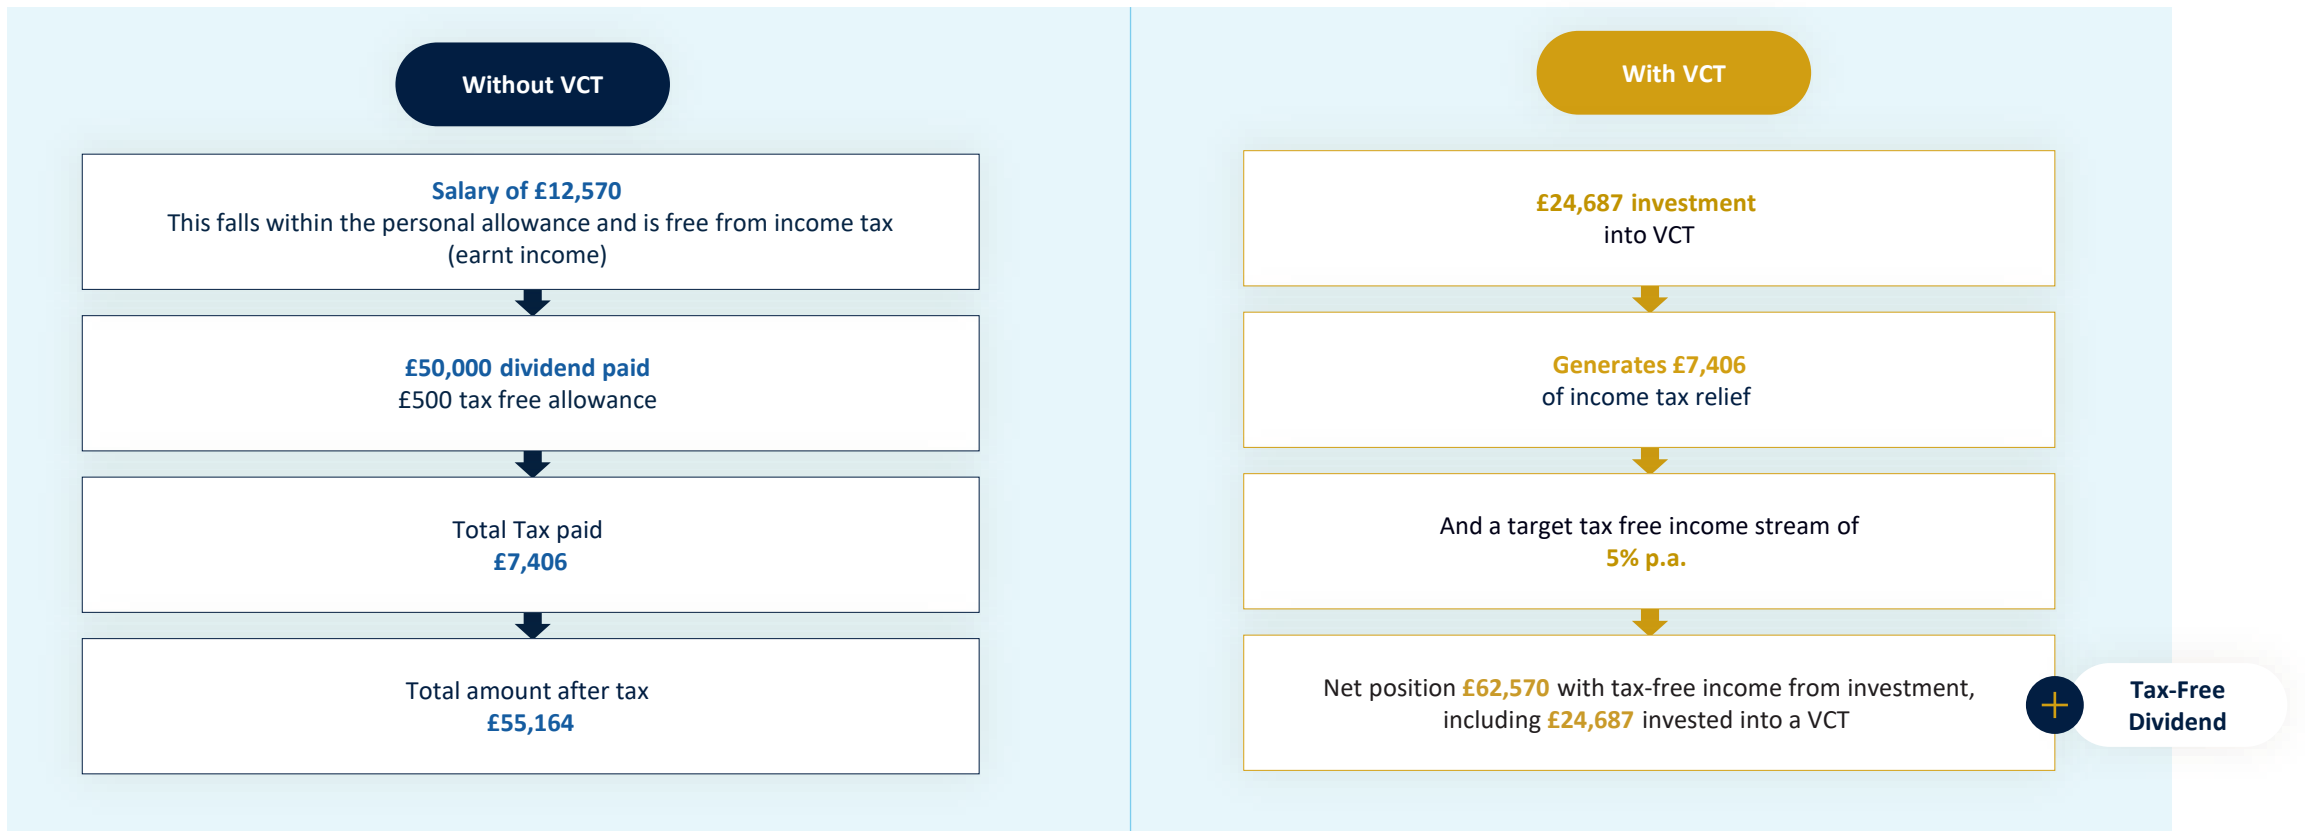 Without VCT
Salary of £12,570
This falls within the personal allowance and is free from income tax
(earnt income)
£50,000 dividend paid
£500 tax free allowance
Total Tax paid
£7,406
Total amount after tax
£55,164
With VCT
£24,687 investment
into VCT
Generates £7,406
of income tax relief
And a target tax free income stream of
5% p.a.
Net position £62,570 with tax-free income from investment,
including £24,687 invested into a VCT
Tax-Free
Dividend